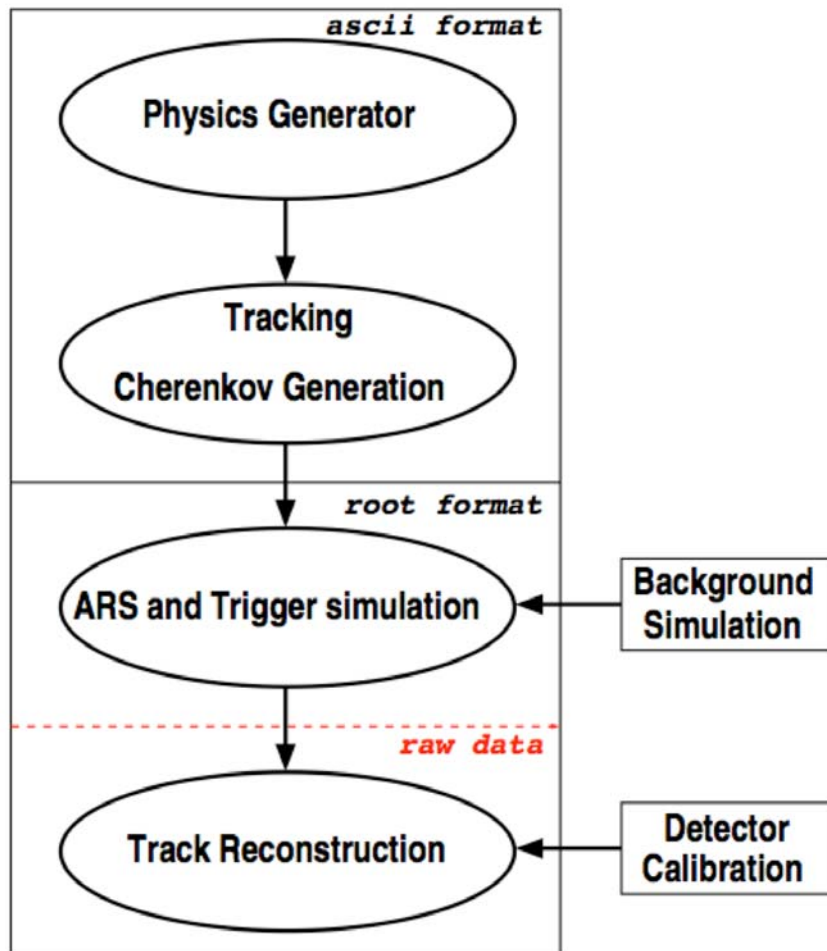 ascii format
Physics Generator
Tracking
Cherenkov Generation
root format
ARS and Trigger simulation
Background
Simulation
raw data
Track Reconstruction
Detector
Calibration